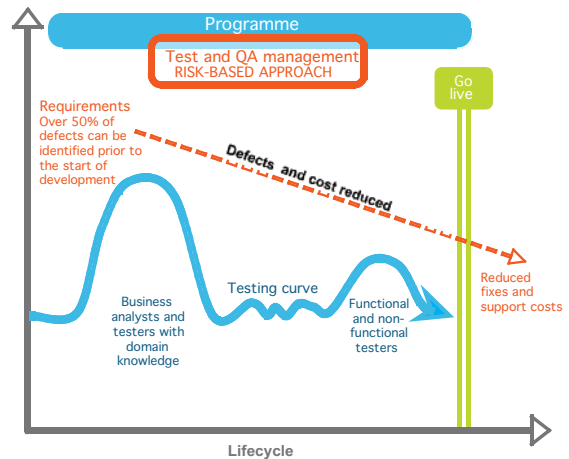 Programme
Test and QA management
RISK-BASED APPROACH
Go
live
Requirements
Over 50% of
defects can be
identified prior to
the start of
development
Defects and cost reduced
Testing curve
Business
analysts and
testers with
domain
knowledge
Functional
and non-
functional
testers
Reduced
fixes and
support costs
Lifecycle